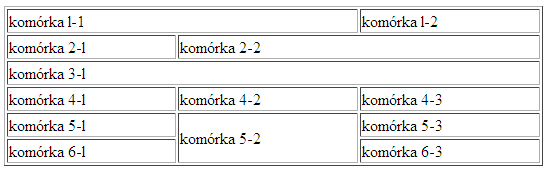 komórka 1-1 komórka 1-2
komórka 2-1 komórka 2-2
komórka 3-1
komórka 4-1 komórka 4-2 komórka 4-3
komórka 5-1 komórka 5-2 komórka 5-3
komórka 6-1 komórka 6-3